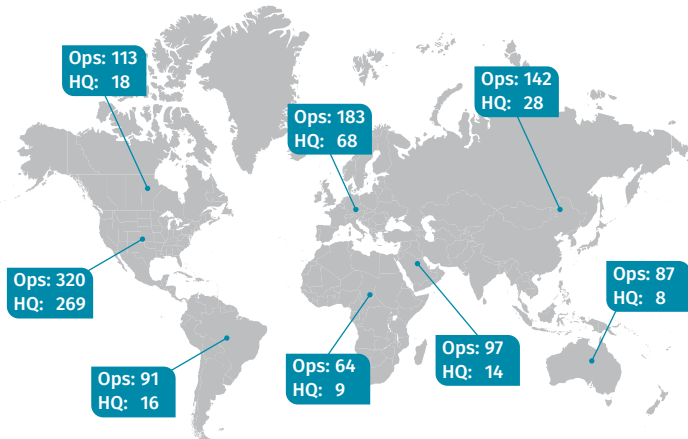 Ops: 113
HQ: 18
Ops: 142
HQ: 28
Ops: 183
HQ: 68
Ops: 320
HQ: 269
Ops: 87
HQ: 8
Ops: 91
HQ: 16
Ops: 64
HQ: 9
Ops: 97
HQ: 14